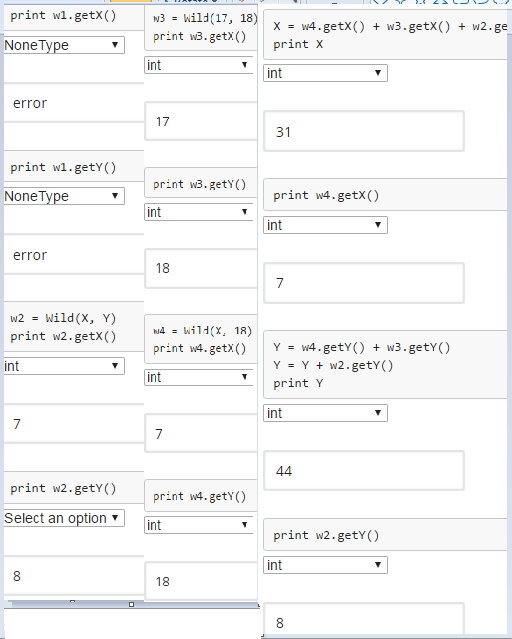 print w1.getX()
NoneType
error
print w1.getY()
NoneType
error
w2 = Wild(X, Y)
print w2.getX()
int
7
print w2.getY()
Select an option
8
w3 = Wild(17, 18)
print w3.getX()
int
17
print w3.getY()
int
18
w4 = Wild(X, 18)
print w4.getX()
int
7
print w4.getY()
int
18
X = w4.getX() + w3.getX() + w2.ge
print X
int
31
print w4.getX()
int
7
Y = w4.getY() + w3.getY()
Y = Y + w2.getY()
print Y
int
44
print w2.getY()
int
8